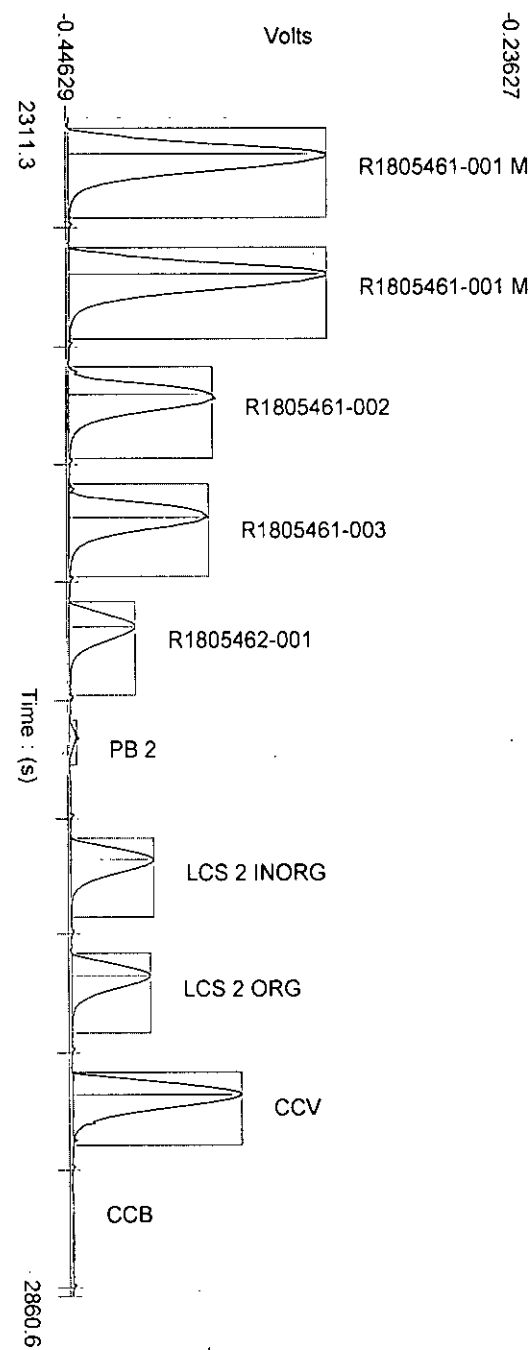 -0.23627
Volts
-0.44629
2311.3
R1805461-001 M
R1805461-001 M
R1805461-002
R1805461-003
R1805462-001
Time : (s)
PB 2
LCS 2 INORG
LCS 2 ORG
CCV
CCB
2860.6